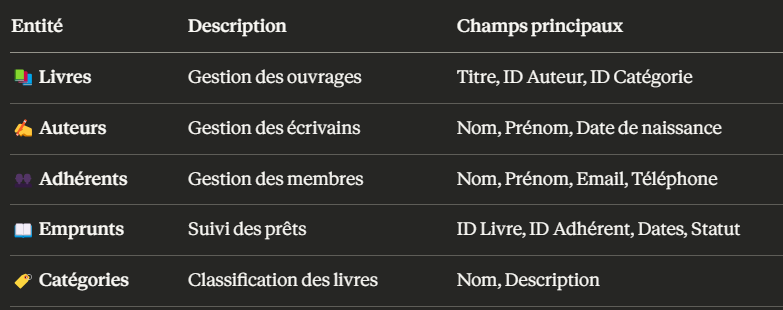 Entité Description Champs principaux
📚 Livres Gestion des ouvrages Titre, ID Auteur, ID Catégorie
✍️ Auteurs Gestion des écrivains Nom, Prénom, Date de naissance
👥 Adhérents Gestion des membres Nom, Prénom, Email, Téléphone
📖 Emprunts Suivi des prêts ID Livre, ID Adhérent, Dates, Statut
🏷️ Catégories Classification des livres Nom, Description